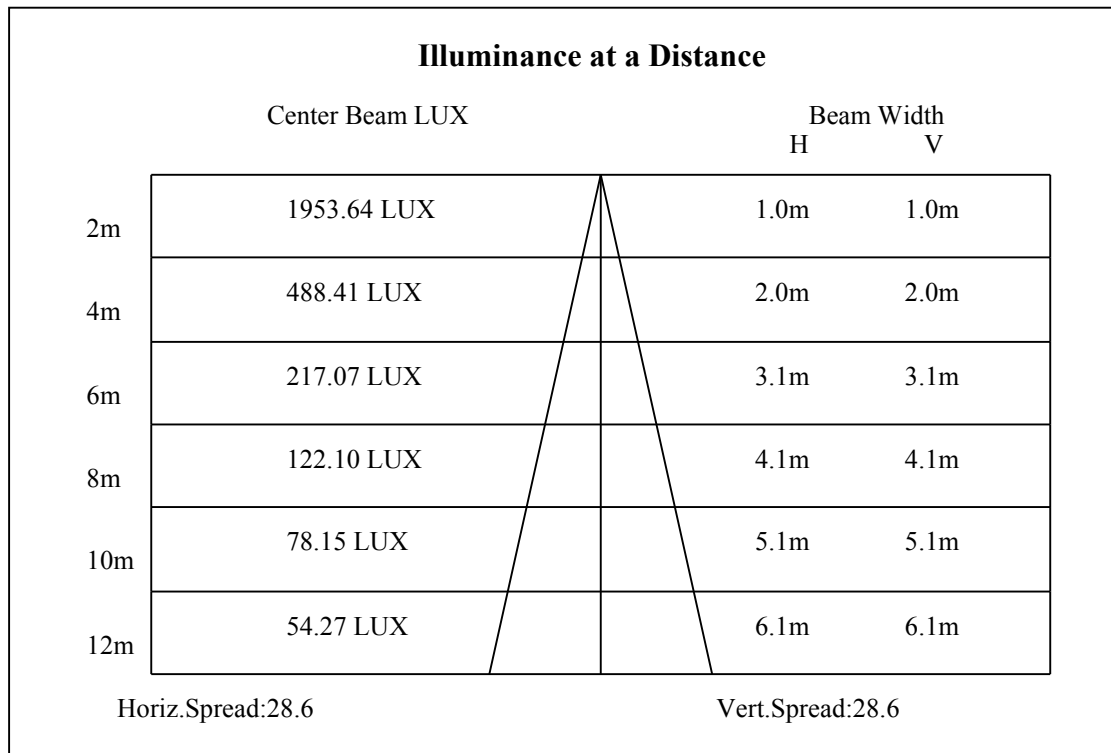 Illuminance at a Distance
Center Beam LUX Beam Width
H V
2m 1953.64 LUX 1.0m 1.0m
4m 488.41 LUX 2.0m 2.0m
6m 217.07 LUX 3.1m 3.1m
8m 122.10 LUX 4.1m 4.1m
10m 78.15 LUX 5.1m 5.1m
12m 54.27 LUX 6.1m 6.1m
Horiz.Spread:28.6 Vert.Spread:28.6